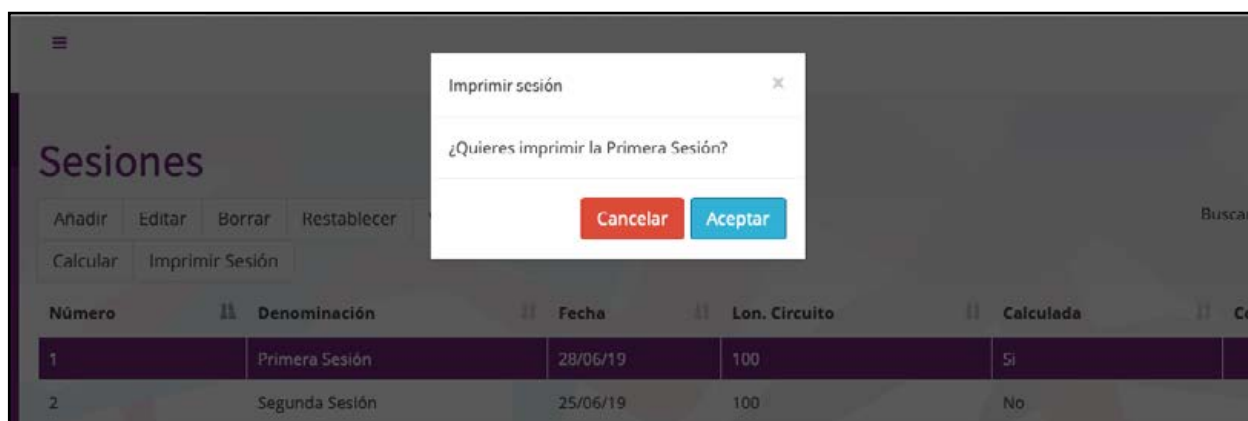 Imprimir sesión ×
¿Quieres imprimir la Primera Sesión?
Cancelar Aceptar
Sesiones
Añadir Editar Borrar Restablecer
Calcular Imprimir Sesión
Número Denominación Fecha Lon. Circuito Calculada
1 Primera Sesión 28/06/19 100 Si
2 Segunda Sesión 25/06/19 100 No